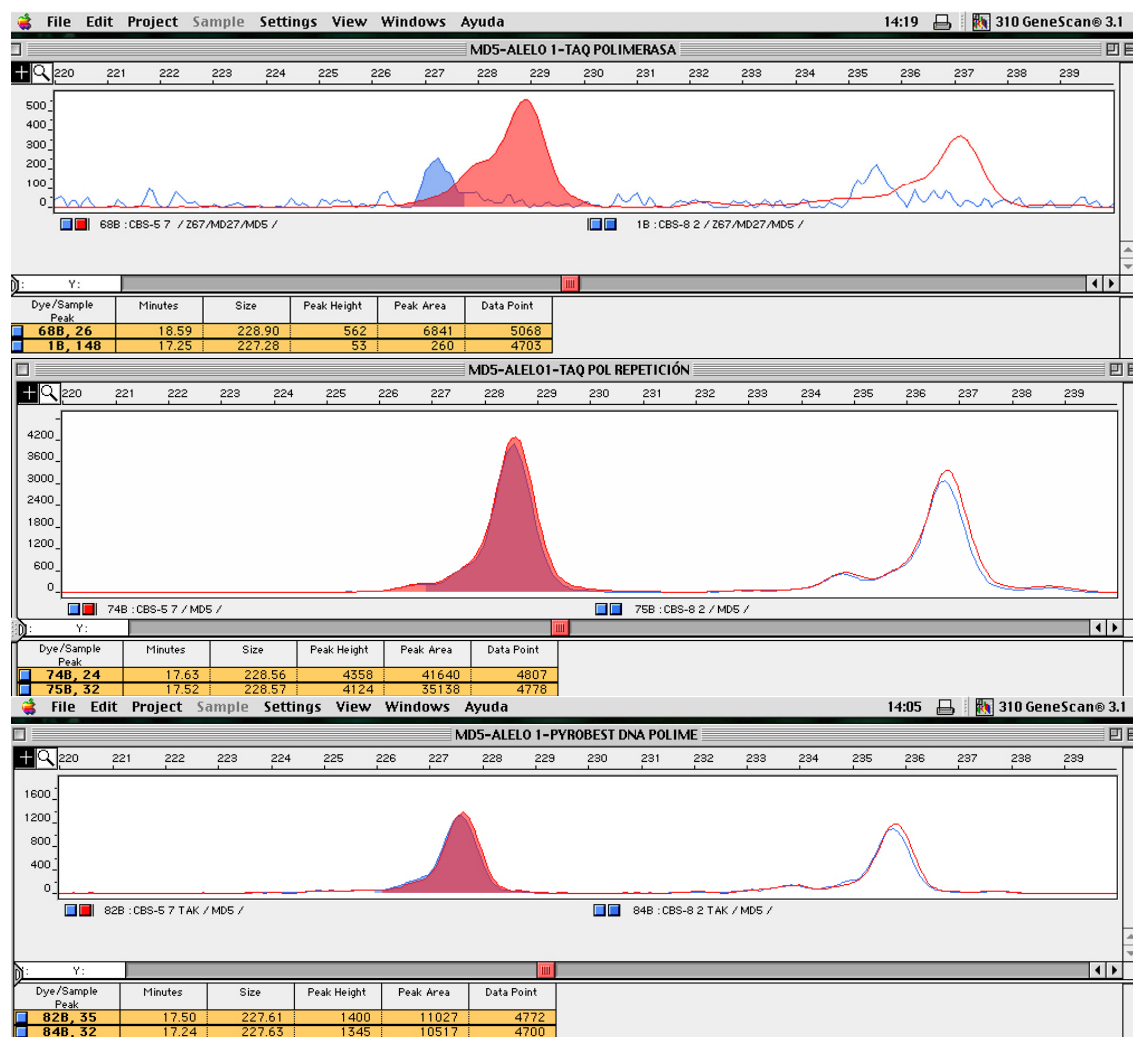 File Edit Project Sample Settings View Windows Ayuda 14:19 310 GeneScan® 3.1
MD5-ALELO 1-TAQ POLIMERASA
220 221 222 223 224 225 226 227 228 229 230 231 232 233 234 235 236 237 238 239
500
400
300
200
100
0
68B : CBS-5 7 / Z67/MD27/MD5 / 1B : CBS-8 2 / Z67/MD27/MD5 /
: Y:
Dye/Sample Peak Minutes Size Peak Height Peak Area Data Point
68B, 26 18.59 228.90 562 6841 5068
1B, 148 17.25 227.28 53 260 4703
MD5-ALELO1-TAQ POL REPETICIÓN
220 221 222 223 224 225 226 227 228 229 230 231 232 233 234 235 236 237 238 239
4200
3600
3000
2400
1800
1200
600
0
74B : CBS-5 7 / MD5 / 75B : CBS-8 2 / MD5 /
: Y:
Dye/Sample Peak Minutes Size Peak Height Peak Area Data Point
74B, 24 17.63 228.56 4358 41640 4807
75B, 32 17.52 228.57 4124 35138 4778
File Edit Project Sample Settings View Windows Ayuda 14:05 310 GeneScan® 3.1
MD5-ALELO 1-PYROBEST DNA POLIME
220 221 222 223 224 225 226 227 228 229 230 231 232 233 234 235 236 237 238 239
1600
1200
800
400
0
82B : CBS-5 7 TAK / MD5 / 84B : CBS-8 2 TAK / MD5 /
: Y:
Dye/Sample Peak Minutes Size Peak Height Peak Area Data Point
82B, 35 17.50 227.61 1400 11027 4772
84B, 32 17.24 227.63 1345 10517 4700